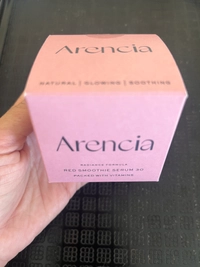 Arencia
NATURAL | GLOWING | SOOTHING
Arencia
RED SMOOTHIE SERUM 30
PACKED WITH VITAMINS